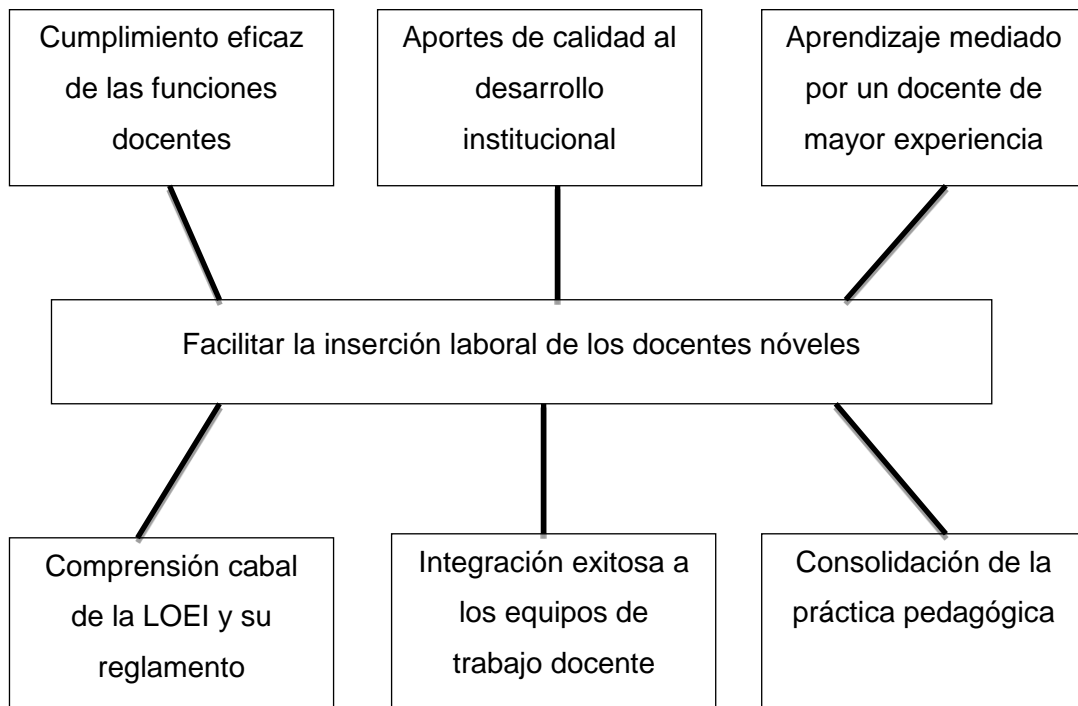 Cumplimiento eficaz
de las funciones
docentes
Aportes de calidad al
desarrollo
institucional
Aprendizaje mediado
por un docente de
mayor experiencia
Facilitar la inserción laboral de los docentes nóveles
Comprensión cabal
de la LOEI y su
reglamento
Integración exitosa a
los equipos de
trabajo docente
Consolidación de la
práctica pedagógica